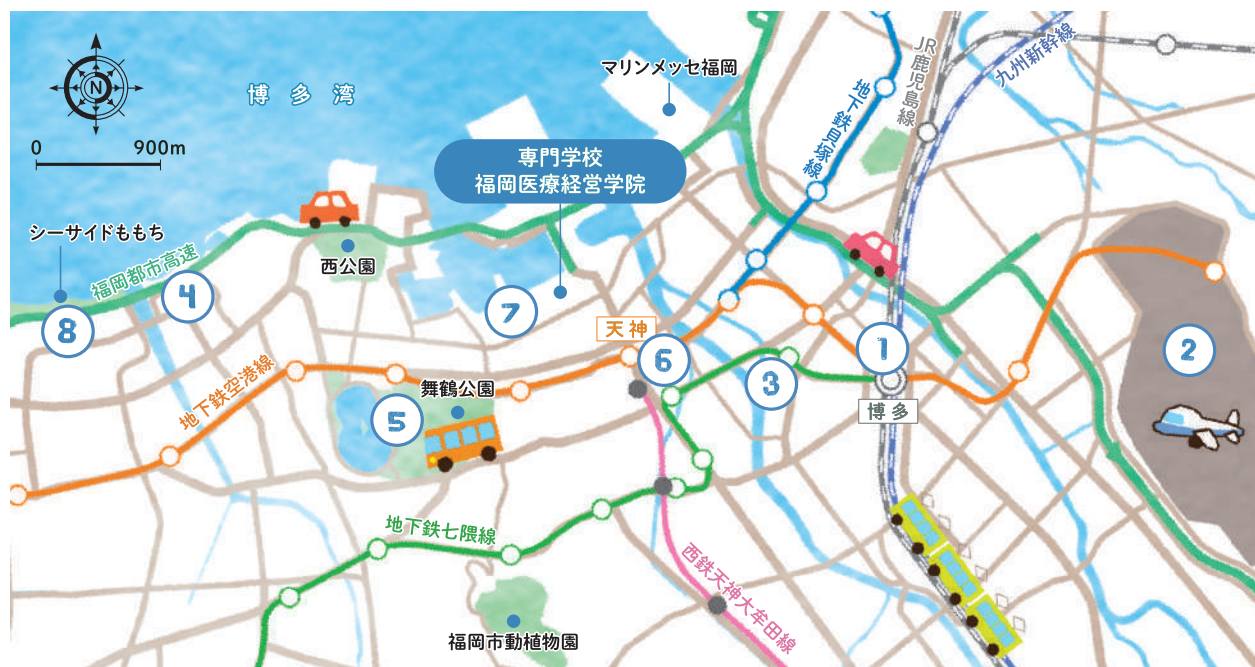 N
0 900m
博多湾
マリンメッセ福岡
JR鹿児島線
九州新幹線
地下鉄貝塚線
専門学校
福岡医療経営学院
シーサイドももち
福岡都市高速
西公園
4
8
7
天神
6
1
2
3
博多
地下鉄空港線
舞鶴公園
5
地下鉄七隈線
西鉄天神大牟田線
福岡市動植物園